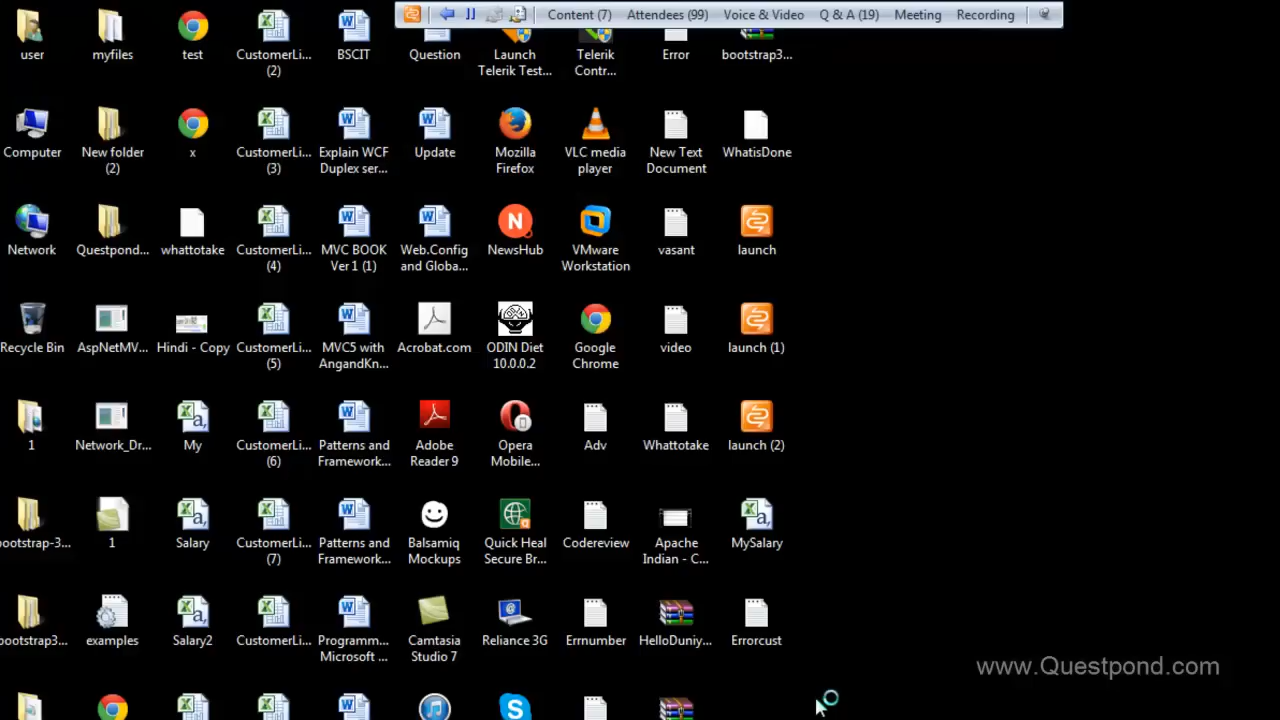 Content (7) Attendees (99) Voice & Video Q & A (19) Meeting Recording
user myfiles test CustomerLi... (2) BSCIT Question Launch Telerik Test... Telerik Contr... Error bootstrap3...
Computer New folder (2) x CustomerLi... (3) Explain WCF Duplex ser... Update Mozilla Firefox VLC media player New Text Document WhatisDone
Network Questpond... whattotake CustomerLi... (4) MVC BOOK Ver 1 (1) Web.Config and Globa... NewsHub VMware Workstation vasant launch
Recycle Bin AspNetMV... Hindi - Copy CustomerLi... (5) MVC5 with AngandKn... Acrobat.com ODIN Diet 10.0.0.2 Google Chrome video launch (1)
1 Network_Dr... My CustomerLi... (6) Patterns and Framework... Adobe Reader 9 Opera Mobile... Adv Whattotake launch (2)
bootstrap-3... 1 Salary CustomerLi... (7) Patterns and Framework... Balsamiq Mockups Quick Heal Secure Br... Codereview Apache Indian - C... MySalary
bootstrap3... examples Salary2 CustomerLi... Programm... Microsoft ... Camtasia Studio 7 Reliance 3G Errnumber HelloDuniy... Errorcust
www.Questpond.com